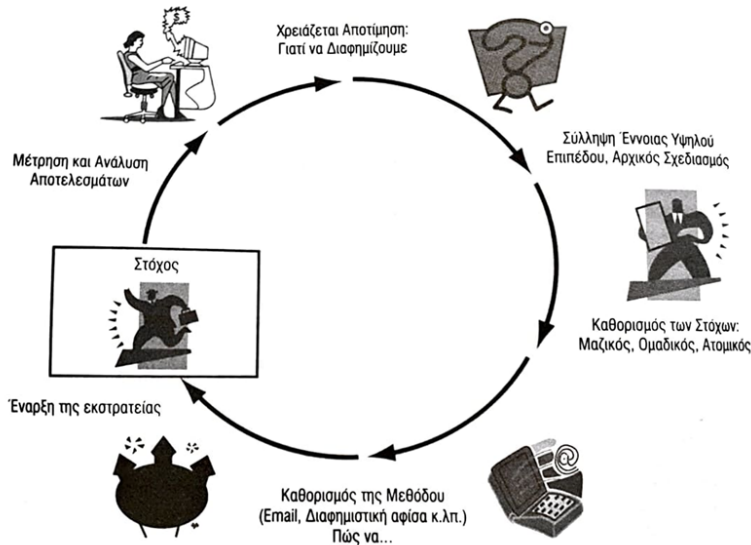 Χρειάζεται Αποτίμηση:
Γιατί να Διαφημίζουμε
Σύλληψη Έννοιας Υψηλού
Επιπέδου, Αρχικός Σχεδιασμός
Καθορισμός των Στόχων:
Μαζικός, Ομαδικός, Ατομικός
Καθορισμός της Μεθόδου
(Email, Διαφημιστική αφίσα κ.λπ.)
Πώς να...
Έναρξη της εκστρατείας
Στόχος
Μέτρηση και Ανάλυση
Αποτελεσμάτων